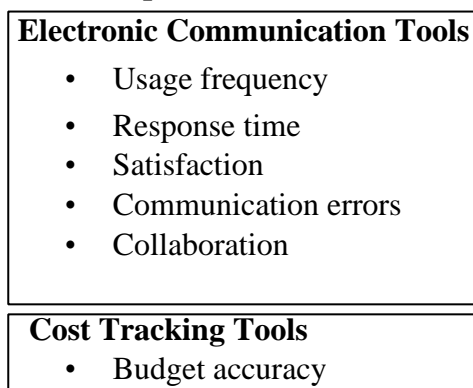 Electronic Communication Tools
• Usage frequency
• Response time
• Satisfaction
• Communication errors
• Collaboration
Cost Tracking Tools
• Budget accuracy